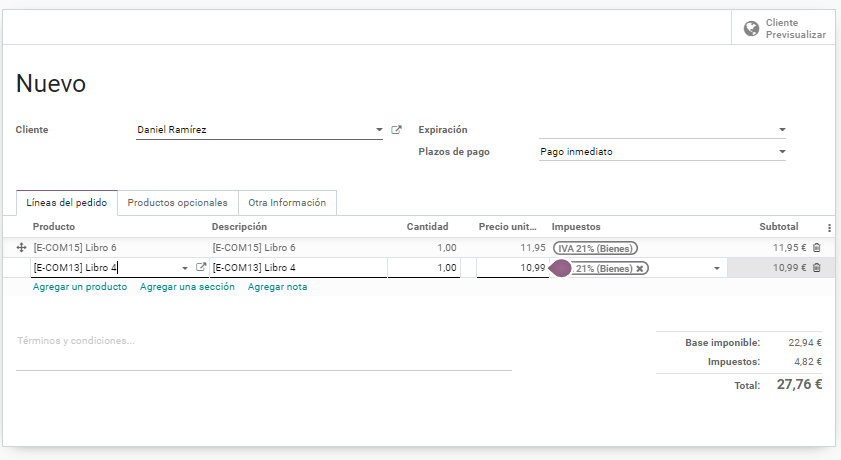 Cliente
Previsualizar
Nuevo
Cliente Daniel Ramírez Expiración
Plazos de pago Pago inmediato
Líneas del pedido Productos opcionales Otra Información
Producto Descripción Cantidad Precio unit... Impuestos Subtotal
[E-COM15] Libro 6 [E-COM15] Libro 6 1,00 11,95 IVA 21% (Bienes) 11,95 €
[E-COM13] Libro 4 [E-COM13] Libro 4 1,00 10,99 21% (Bienes) 10,99 €
Agregar un producto Agregar una sección Agregar nota
Términos y condiciones...
Base imponible: 22,94 €
Impuestos: 4,82 €
Total: 27,76 €